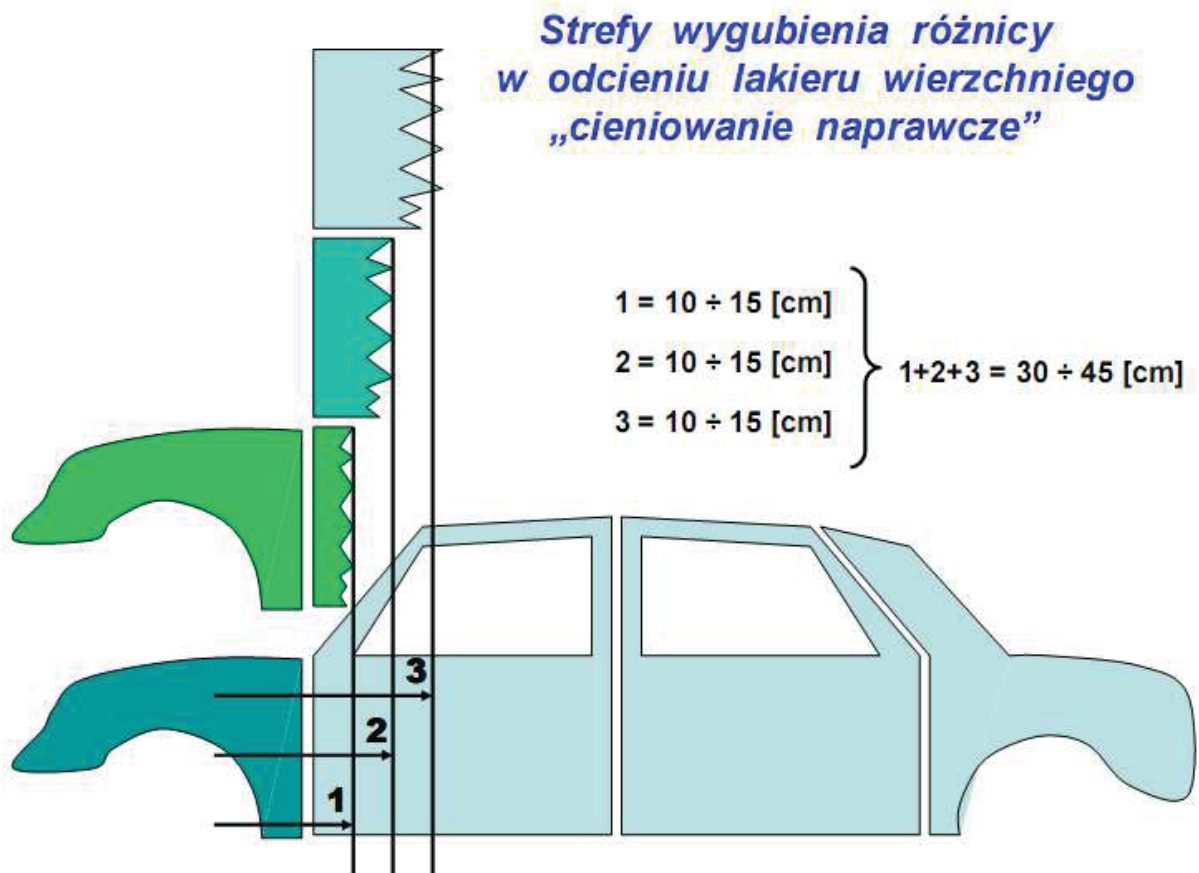 Strefy wygubienia różnicy
w odcieniu lakieru wierzchniego
„cieniowanie naprawcze”
1 = 10 ÷ 15 [cm]
2 = 10 ÷ 15 [cm]
1+2+3 = 30 ÷ 45 [cm]
3 = 10 ÷ 15 [cm]
3
2
1